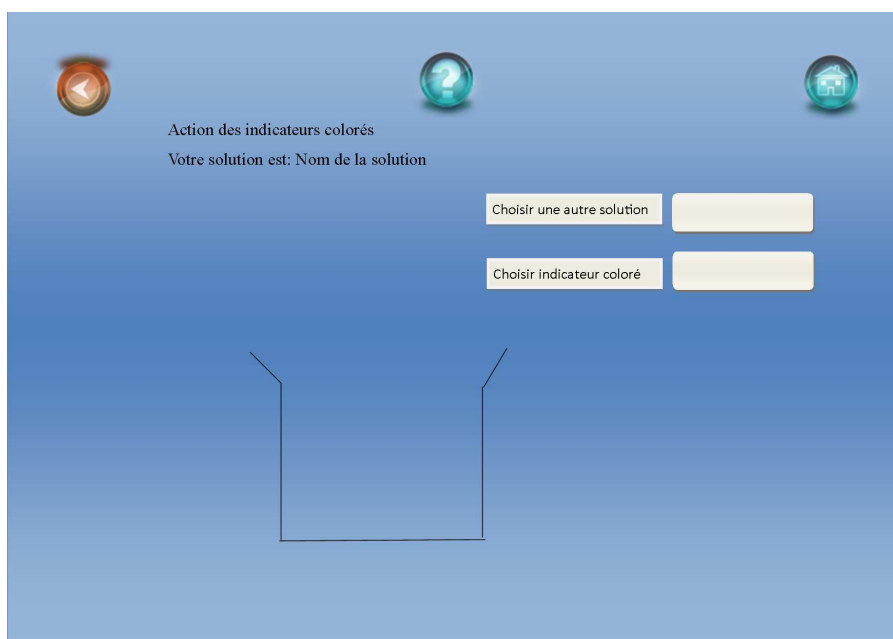 Action des indicateurs colorés
Votre solution est: Nom de la solution
Choisir une autre solution
Choisir indicateur coloré